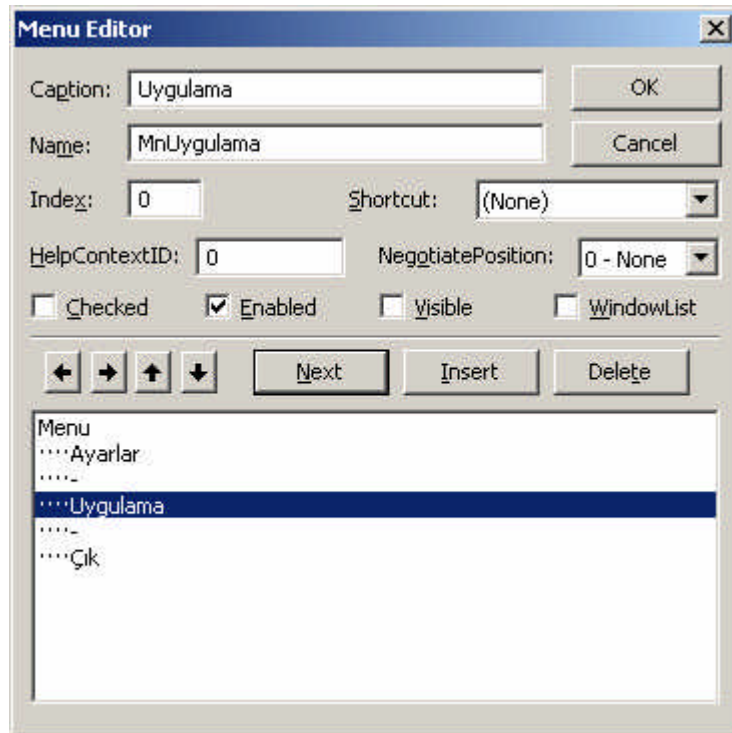 Menu Editor
Caption: Uygulama OK
Name: MnUygulama Cancel
Index: 0 Shortcut: (None)
HelpContextID: 0 NegotiatePosition: 0 - None
Checked Enabled Visible WindowList
Next Insert Delete
Menu
····Ayarlar
····-
····Uygulama
····-
····Çık